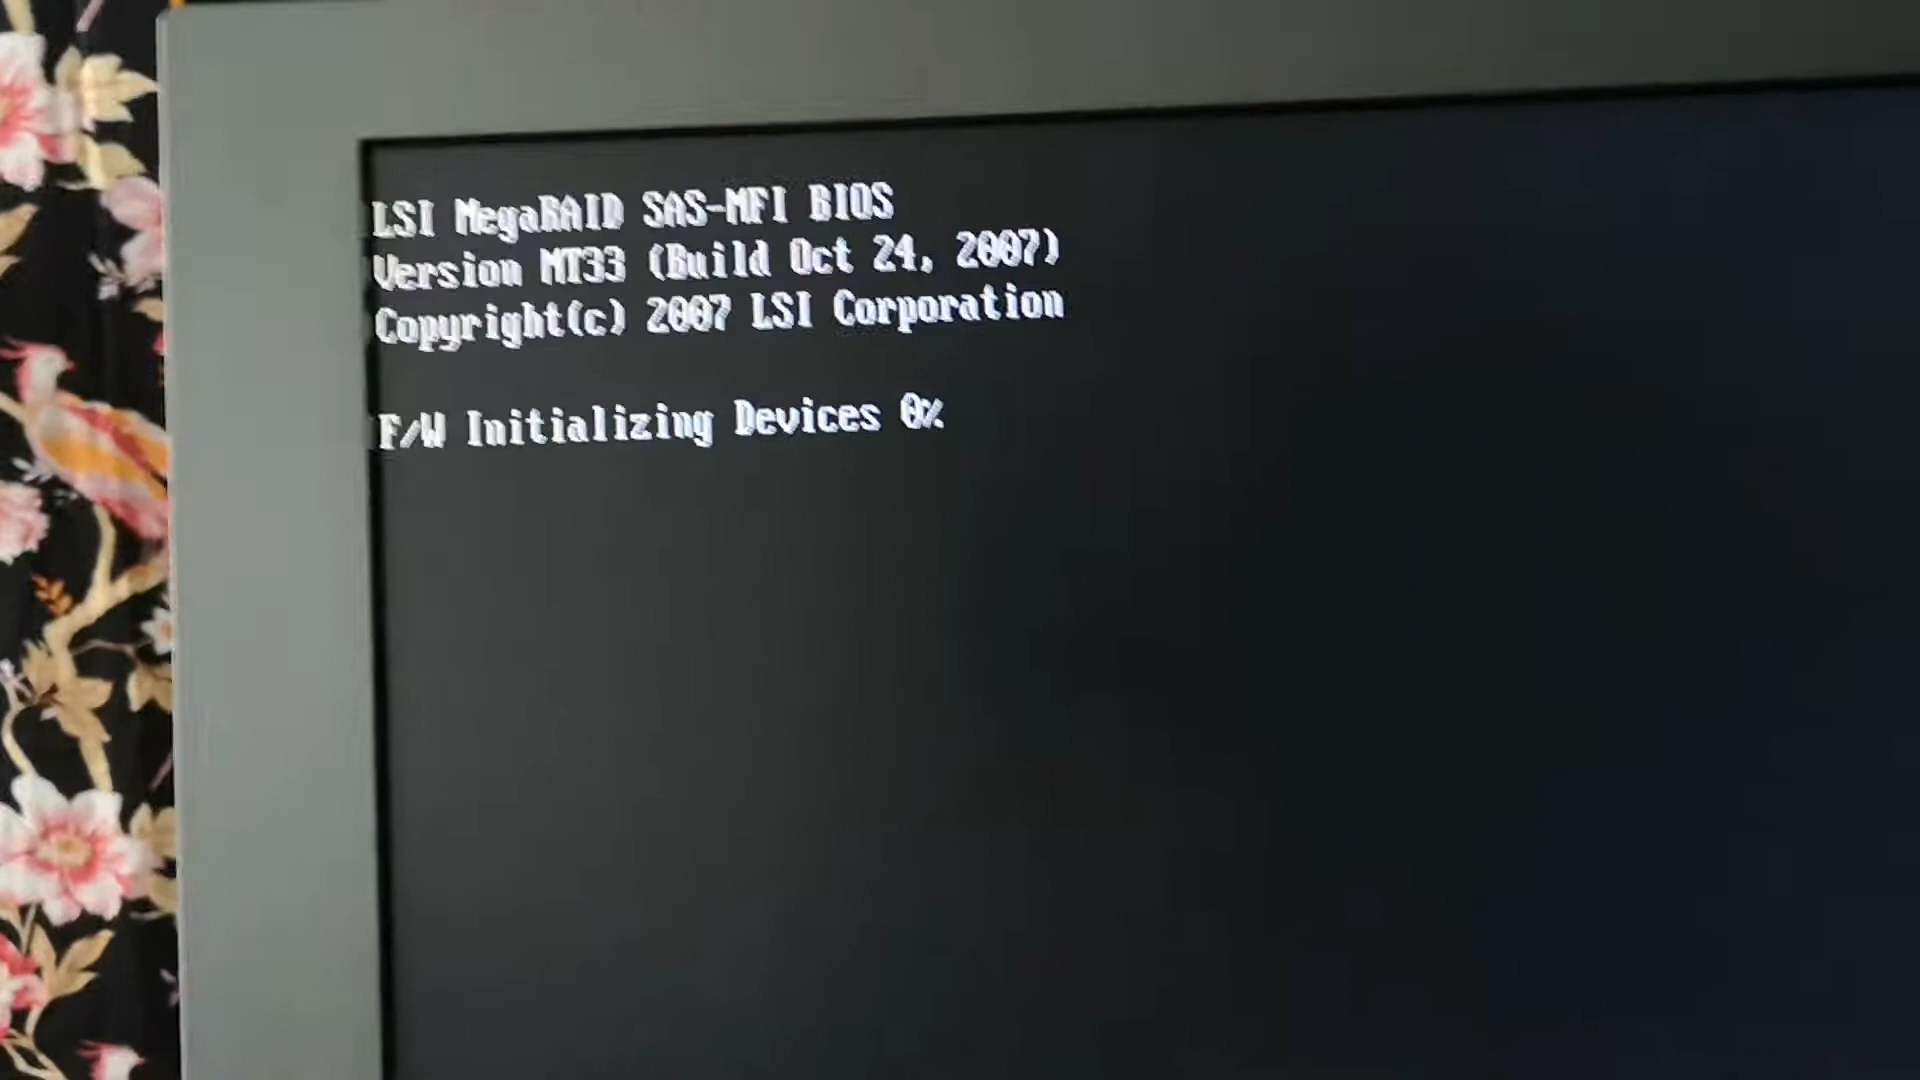 LSI MegaRAID SAS-MFI BIOS
Version MT33 (Build Oct 24, 2007)
Copyright(c) 2007 LSI Corporation
F/W Initializing Devices 0%